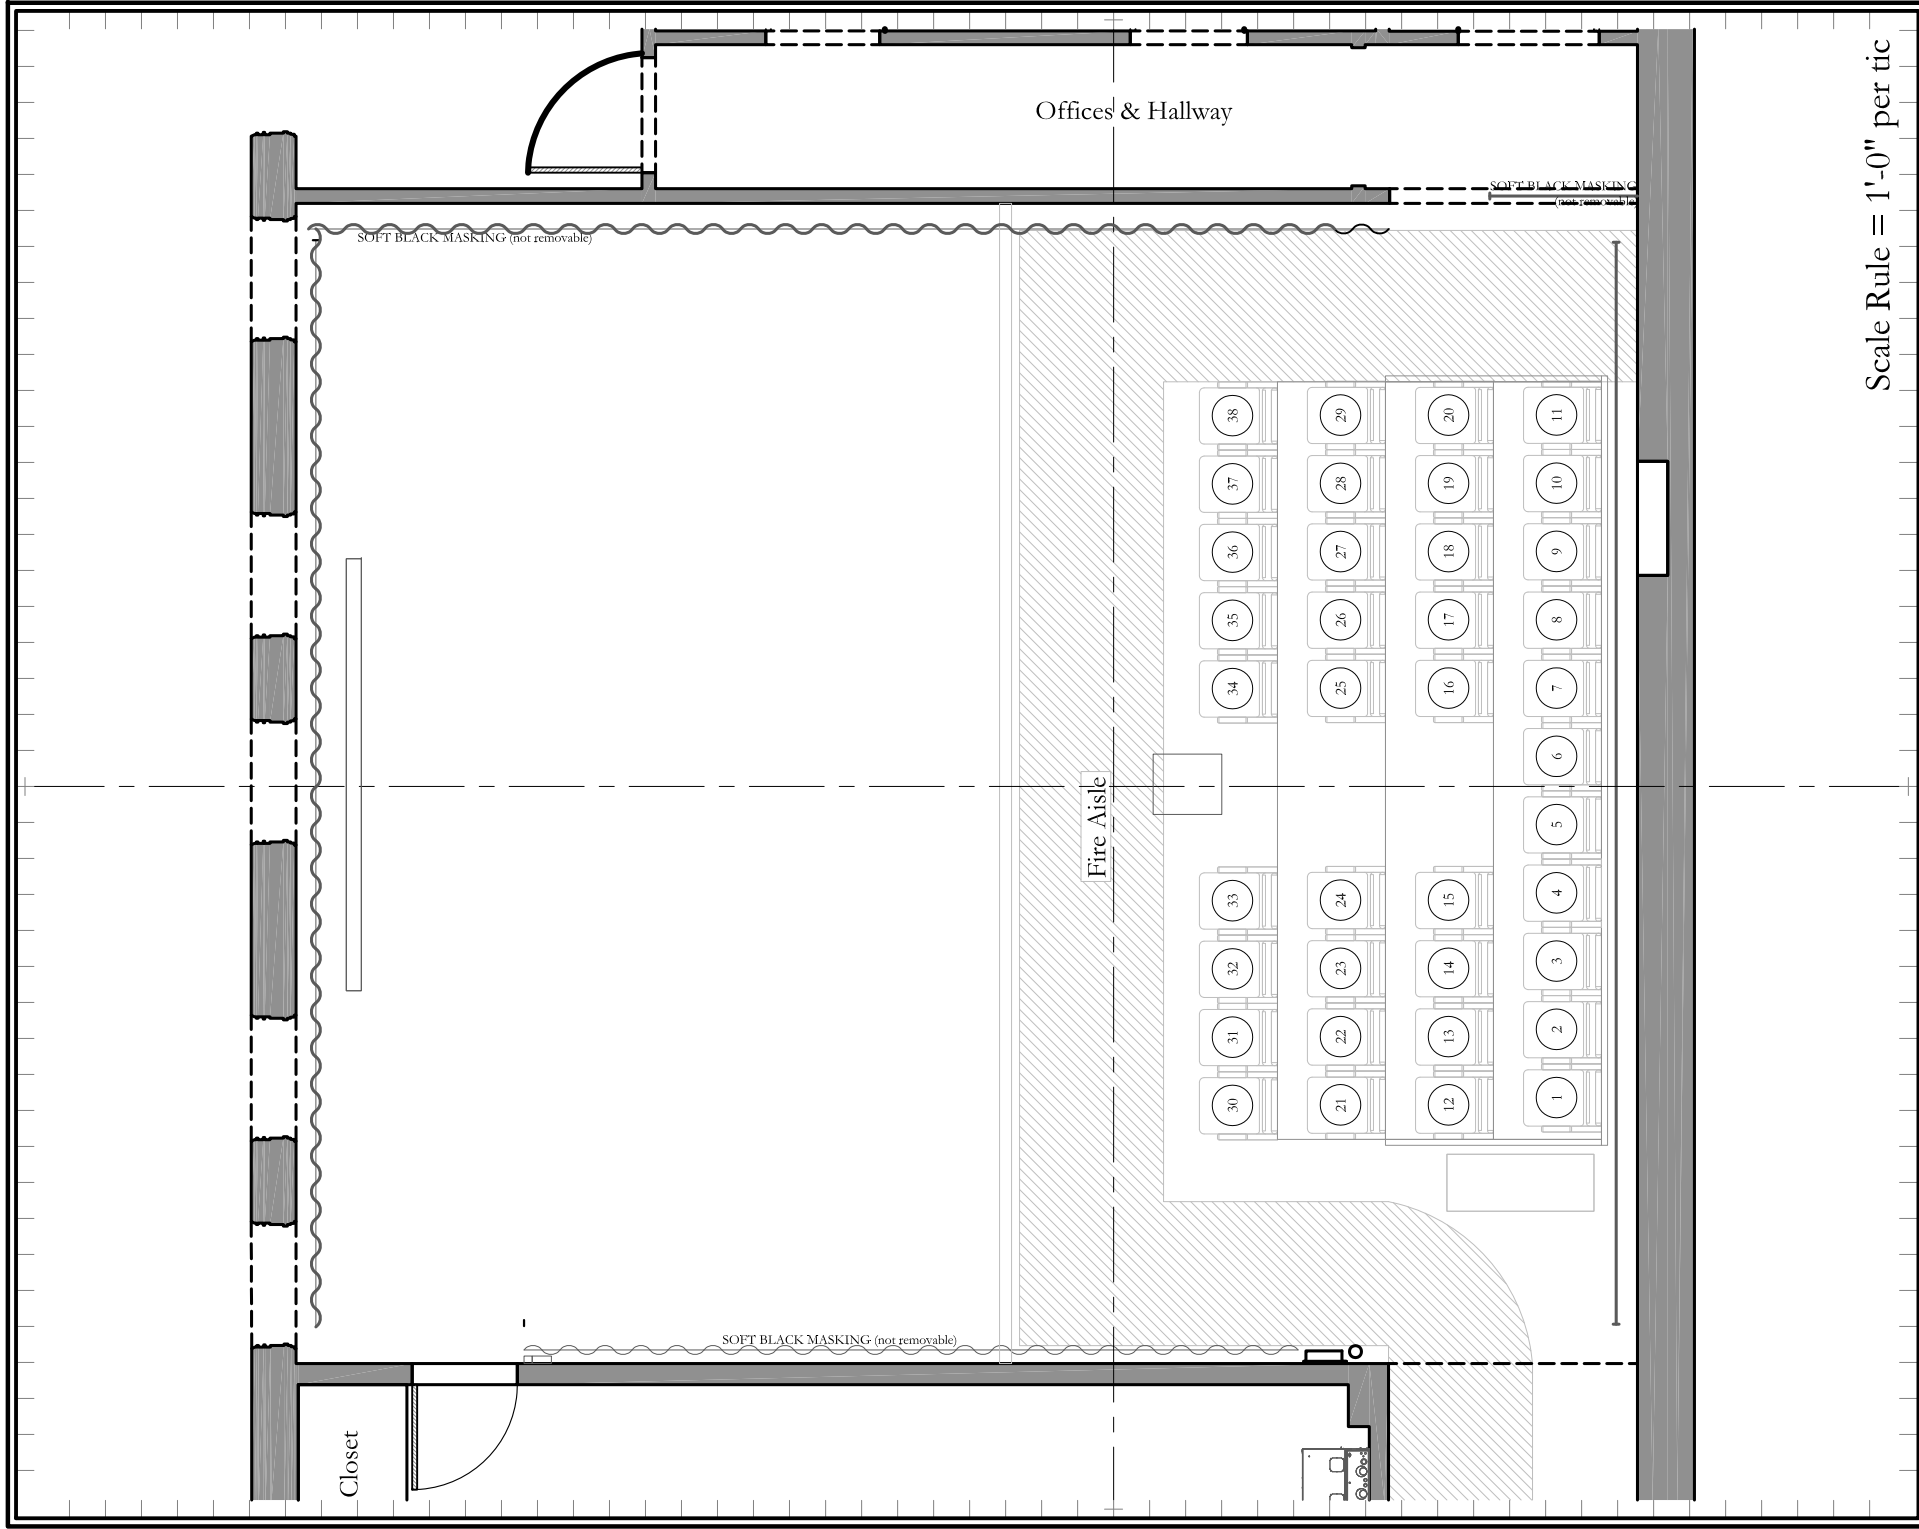 Offices & Hallway
Scale Rule = 1'-0" per tic
SOFT BLACK MASKING
(not removable)
SOFT BLACK MASKING (not removable)
38 29 20 11
37 28 19 10
36 27 18 9
35 26 17 8
34 25 16 7
6
Fire Aisle
5
33 24 15 4
32 23 14 3
31 22 13 2
30 21 12 1
SOFT BLACK MASKING (not removable)
Closet